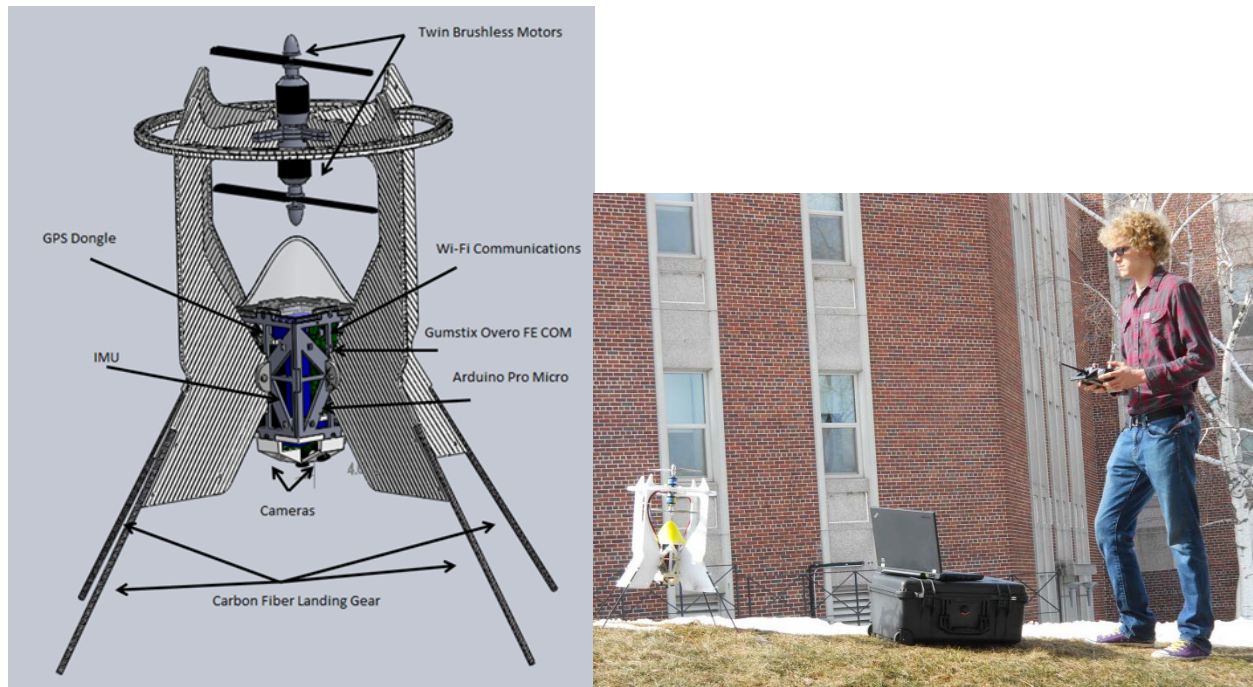 Twin Brushless Motors
GPS Dongle
Wi-Fi Communications
Gumstix Overo FE COM
IMU
Arduino Pro Micro
Cameras
Carbon Fiber Landing Gear